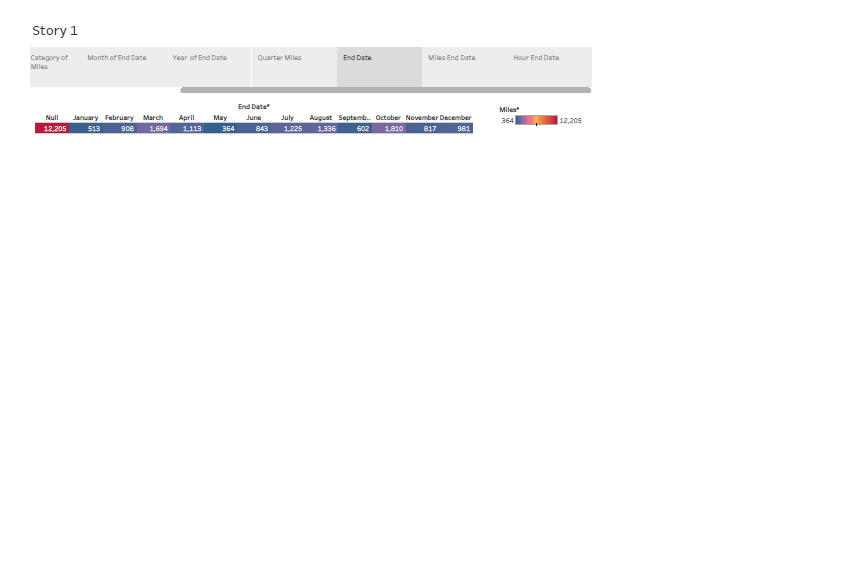 Story 1
Category of Miles
Month of End Date
Year of End Date
Quarter Miles
End Date
Miles End Date
Hour End Date
End Date*
Null January February March April May June July August Septemb.. October November December
12,205 513 908 1,694 1,113 364 843 1,225 1,336 602 1,810 817 981
Miles*
364 12,205